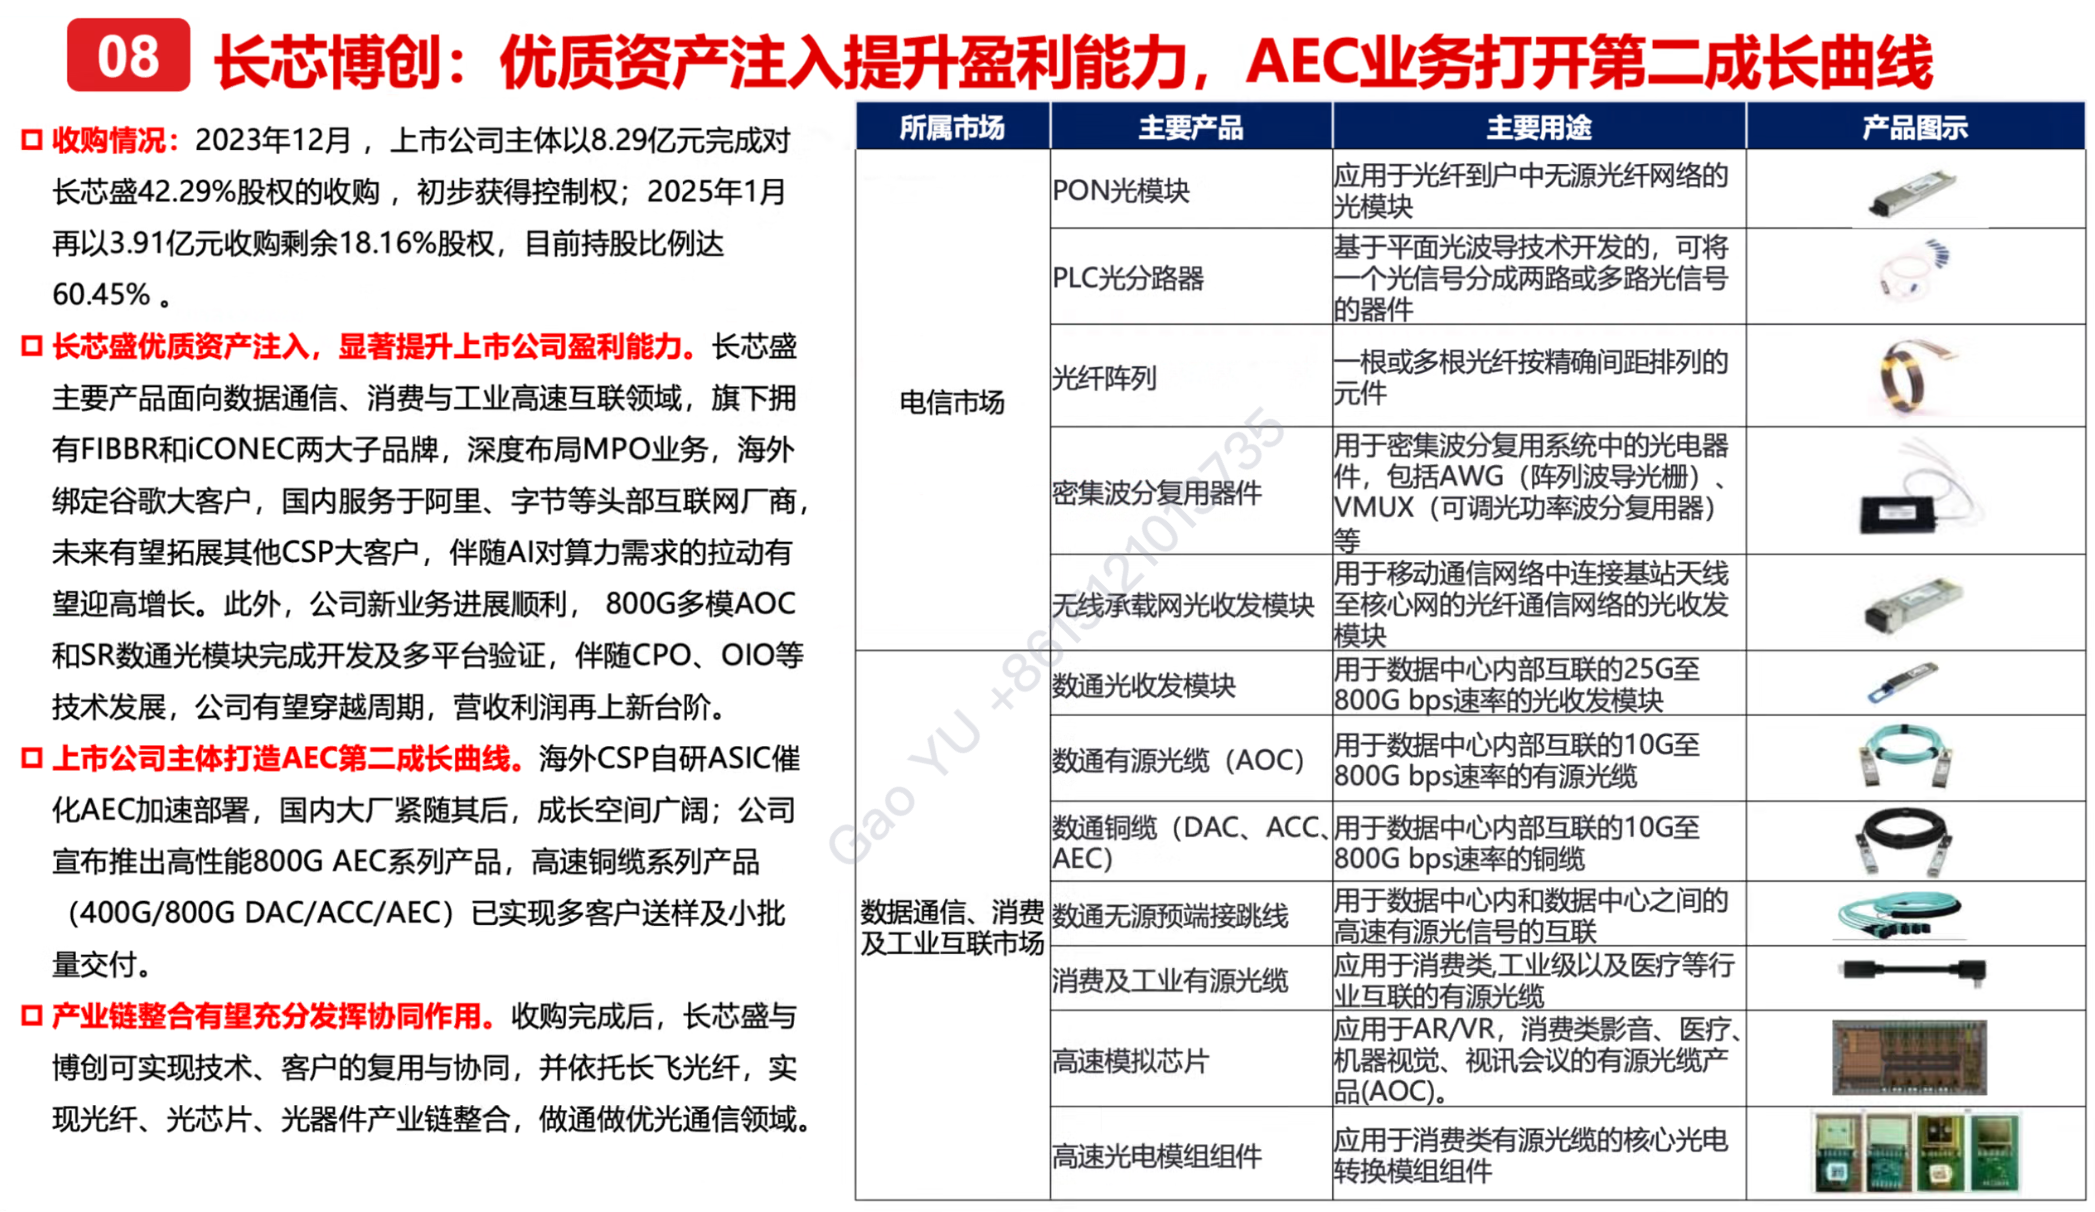 08 长芯博创：优质资产注入提升盈利能力，AEC业务打开第二成长曲线
收购情况：2023年12月，上市公司主体以8.29亿元完成对
长芯盛42.29%股权的收购，初步获得控制权；2025年1月
再以3.91亿元收购剩余18.16%股权，目前持股比例达
60.45%。
长芯盛优质资产注入，显著提升上市公司盈利能力。长芯盛
主要产品面向数据通信、消费与工业高速互联领域，旗下拥
有FIBBR和iCONEC两大子品牌，深度布局MPO业务，海外
绑定谷歌大客户，国内服务于阿里、字节等头部互联网厂商，
未来有望拓展其他CSP大客户，伴随AI对算力需求的拉动有
望迎高增长。此外，公司新业务进展顺利， 800G多模AOC
和SR数通光模块完成开发及多平台验证，伴随CPO、OIO等
技术发展，公司有望穿越周期，营收利润再上新台阶。
上市公司主体打造AEC第二成长曲线。海外CSP自研ASIC催
化AEC加速部署，国内大厂紧随其后，成长空间广阔；公司
宣布推出高性能800G AEC系列产品，高速铜缆系列产品
（400G/800G DAC/ACC/AEC）已实现多客户送样及小批
量交付。
产业链整合有望充分发挥协同作用。收购完成后，长芯盛与
博创可实现技术、客户的复用与协同，并依托长飞光纤，实
现光纤、光芯片、光器件产业链整合，做通做优光通信领域。
所属市场 主要产品 主要用途 产品图示
电信市场
PON光模块
应用于光纤到户中无源光纤网络的
光模块
PLC光分路器
基于平面光波导技术开发的，可将
一个光信号分成两路或多路光信号
的器件
光纤阵列
一根或多根光纤按精确间距排列的
元件
密集波分复用器件
用于密集波分复用系统中的光电器
件，包括AWG（阵列波导光栅）、
VMUX（可调光功率波分复用器）
等
无线承载网光收发模块
用于移动通信网络中连接基站天线
至核心网的光纤通信网络的光收发
模块
数据通信、消费
及工业互联市场
数通光收发模块
用于数据中心内部互联的25G至
800G bps速率的光收发模块
数通有源光缆（AOC）
用于数据中心内部互联的10G至
800G bps速率的有源光缆
数通铜缆（DAC、ACC、
AEC）
用于数据中心内部互联的10G至
800G bps速率的铜缆
数通无源预端接跳线
用于数据中心内和数据中心之间的
高速有源光信号的互联
消费及工业有源光缆
应用于消费类,工业级以及医疗等行
业互联的有源光缆
高速模拟芯片
应用于AR/VR，消费类影音、医疗、
机器视觉、视讯会议的有源光缆产
品(AOC)。
高速光电模组组件
应用于消费类有源光缆的核心光电
转换模组组件
Gao YU +8615121013735